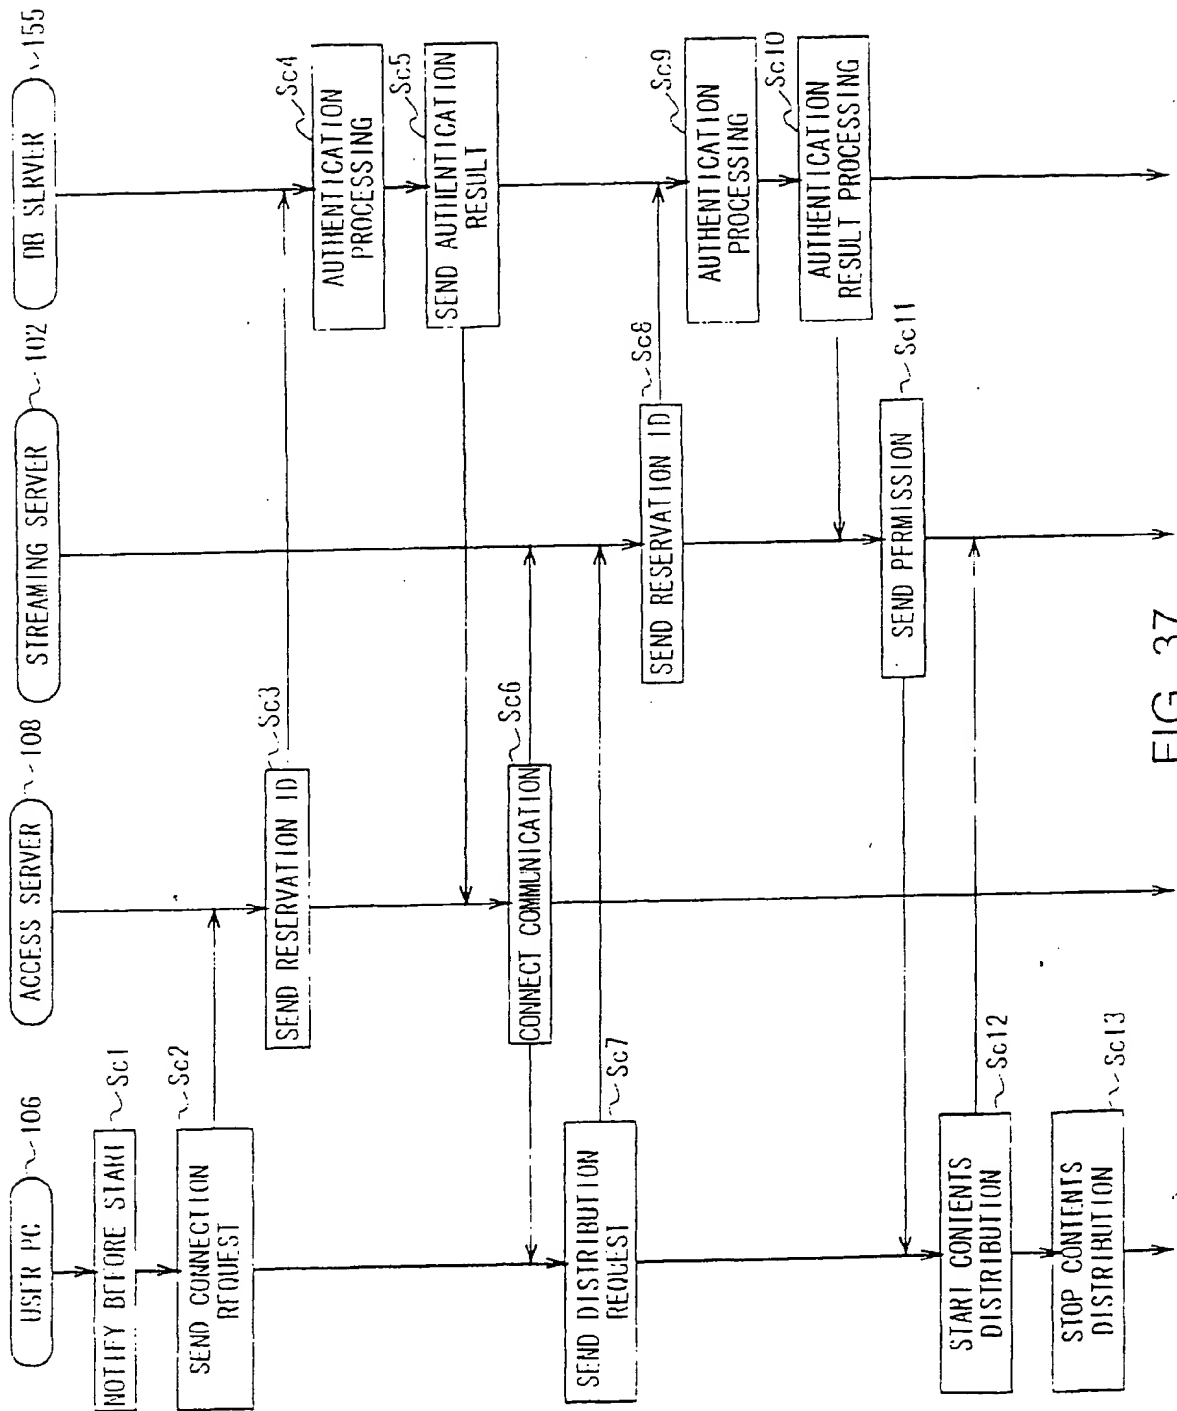 USER PC
106
ACCESS SERVER
108
STREAMING SERVER
102
DB SERVER
155
NOTIFY BEFORE START
Sc1
SEND CONNECTION
REQUEST
Sc2
SEND RESERVATION ID
Sc3
AUTHENTICATION
PROCESSING
Sc4
SEND AUTHENTICATION
RESULT
Sc5
CONNECT COMMUNICATION
Sc6
SEND DISTRIBUTION
REQUEST
Sc7
SEND RESERVATION ID
Sc8
AUTHENTICATION
PROCESSING
Sc9
AUTHENTICATION
RESULT PROCESSING
Sc10
SEND PERMISSION
Sc11
START CONTENTS
DISTRIBUTION
Sc12
STOP CONTENTS
DISTRIBUTION
Sc13
FIG. 37